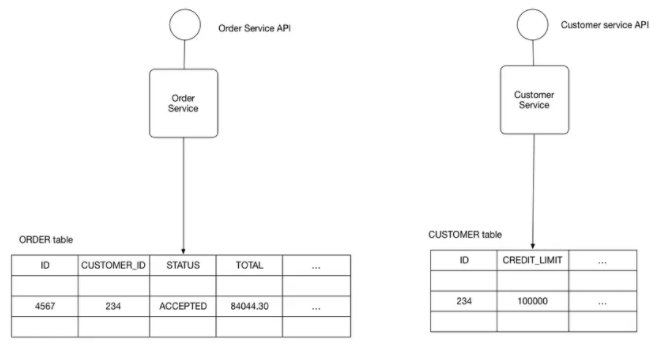 Order Service API
Order
Service
ORDER table
ID CUSTOMER_ID STATUS TOTAL ...
4567 234 ACCEPTED 84044.30 ...
Customer service API
Customer
Service
CUSTOMER table
ID CREDIT_LIMIT ...
234 100000 ...